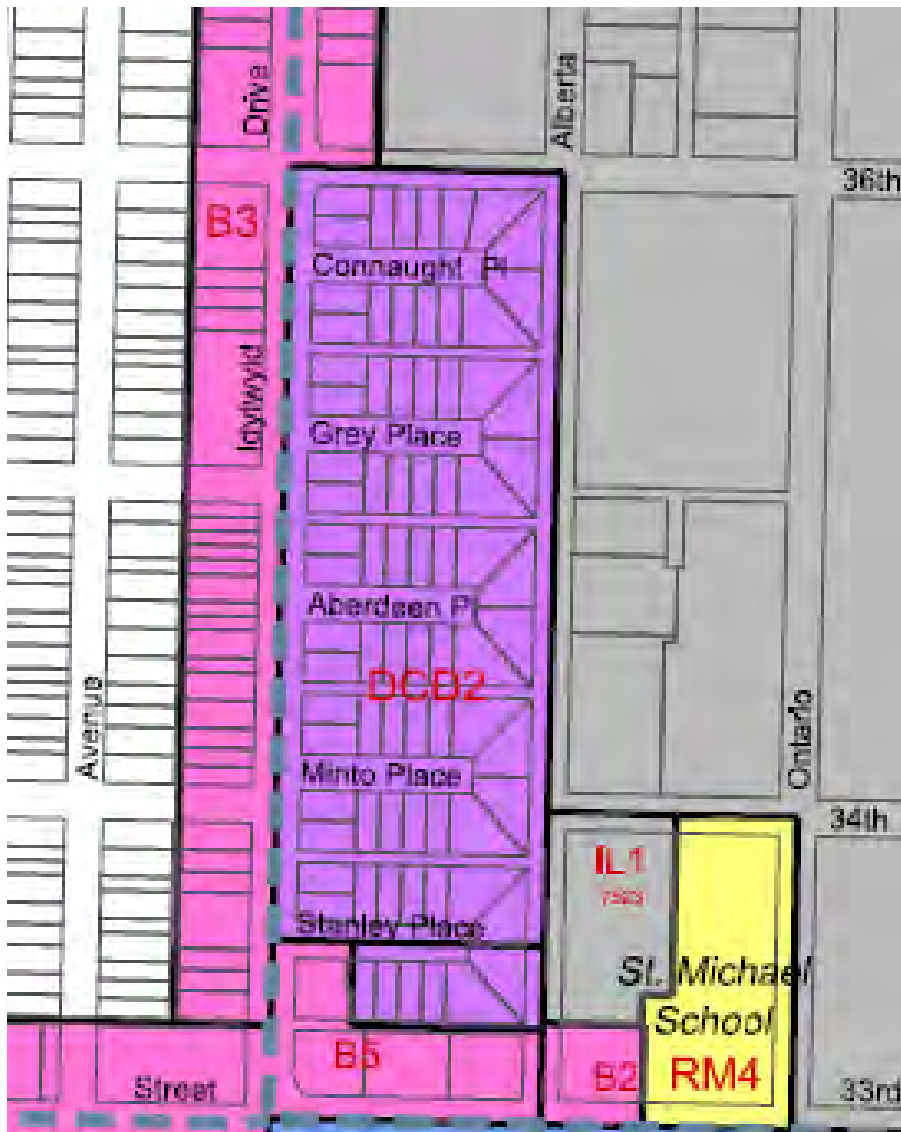 Drive
Alberta
36th
B3
Connaught Pl
Idylwyld
Grey Place
Aberdeen Pl
DCD2
Avenue
Ontario
Minto Place
34th
IL1
Stanley Place
St. Michael
School
B5
B2
RM4
Street
33rd